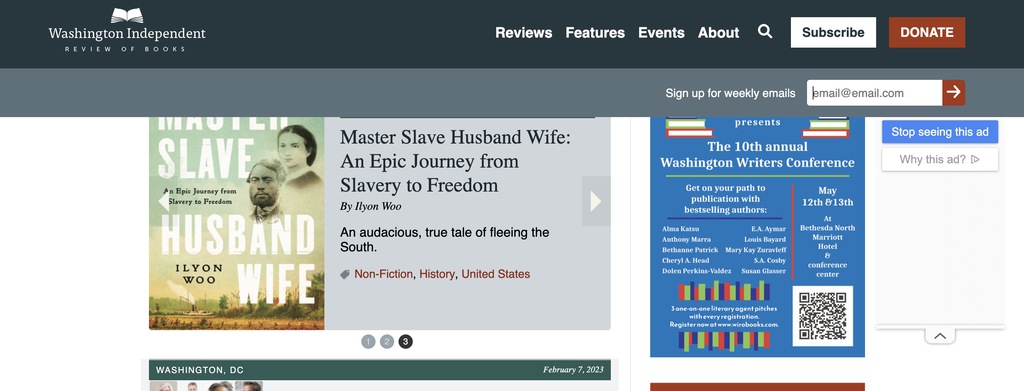 Washington Independent
REVIEW OF BOOKS
Reviews
Features
Events
About
Subscribe
DONATE
Sign up for weekly emails
email@email.com
MASTER
SLAVE
An Epic Journey from
Slavery to Freedom
HUSBAND
ILYON
WOO
WIFE
Master Slave Husband Wife:
An Epic Journey from
Slavery to Freedom
By Ilyon Woo
An audacious, true tale of fleeing the
South.
Non-Fiction, History, United States
1 2 3
WASHINGTON, DC
February 7, 2023
presents
The 10th annual
Washington Writers Conference
Get on your path to
publication with
bestselling authors:
Alma Katsu
E.A. Aymar
Anthony Marra
Louis Bayard
Bethanne Patrick
Mary Kay Zuravleff
Cheryl A. Head
S.A. Cosby
Dolen Perkins-Valdez
Susan Glasser
May
12th &13th
At
Bethesda North
Marriott
Hotel
&
conference
center
3 one-on-one literary agent pitches
with every registration.
Register now at www.wirobooks.com.
Stop seeing this ad
Why this ad?